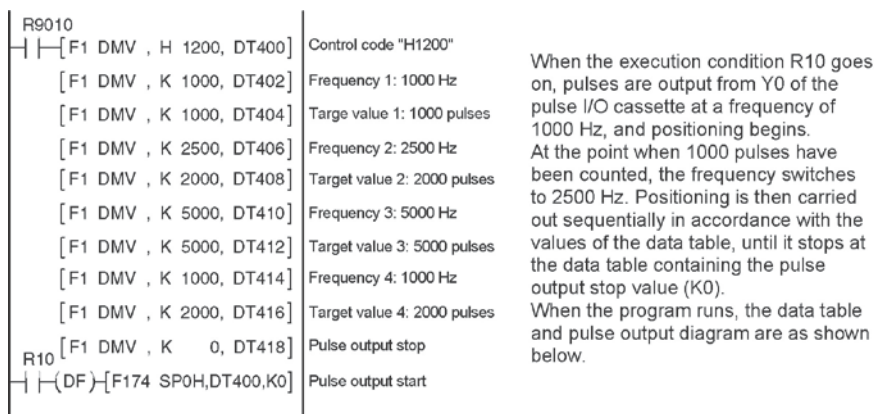 R9010
[F1 DMV , H 1200, DT400] Control code "H1200"
[F1 DMV , K 1000, DT402] Frequency 1: 1000 Hz
[F1 DMV , K 1000, DT404] Targe value 1: 1000 pulses
[F1 DMV , K 2500, DT406] Frequency 2: 2500 Hz
[F1 DMV , K 2000, DT408] Target value 2: 2000 pulses
[F1 DMV , K 5000, DT410] Frequency 3: 5000 Hz
[F1 DMV , K 5000, DT412] Target value 3: 5000 pulses
[F1 DMV , K 1000, DT414] Frequency 4: 1000 Hz
[F1 DMV , K 2000, DT416] Target value 4: 2000 pulses
[F1 DMV , K 0, DT418] Pulse output stop
R10
(DF) [F174 SP0H,DT400,K0] Pulse output start
When the execution condition R10 goes
on, pulses are output from Y0 of the
pulse I/O cassette at a frequency of
1000 Hz, and positioning begins.
At the point when 1000 pulses have
been counted, the frequency switches
to 2500 Hz. Positioning is then carried
out sequentially in accordance with the
values of the data table, until it stops at
the data table containing the pulse
output stop value (K0).
When the program runs, the data table
and pulse output diagram are as shown
below.